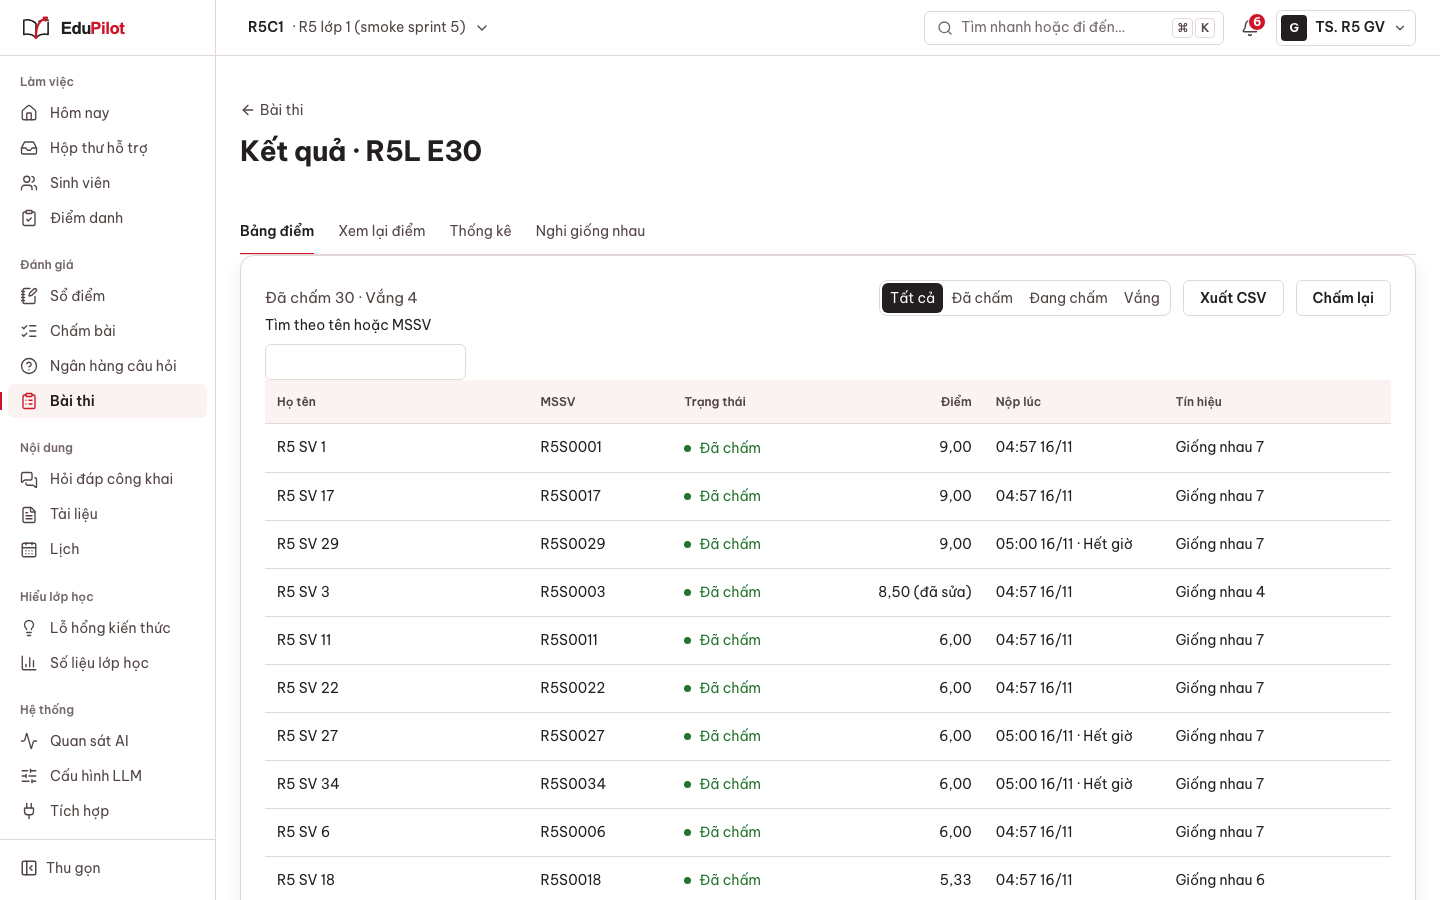 EduPilot
R5C1 · R5 lớp 1 (smoke sprint 5)
Tìm nhanh hoặc đi đến... ⌘ K
6
G TS. R5 GV
Làm việc
Hôm nay
Hộp thư hỗ trợ
Sinh viên
Điểm danh
Đánh giá
Sổ điểm
Chấm bài
Ngân hàng câu hỏi
Bài thi
Nội dung
Hỏi đáp công khai
Tài liệu
Lịch
Hiểu lớp học
Lỗ hổng kiến thức
Số liệu lớp học
Hệ thống
Quan sát AI
Cấu hình LLM
Tích hợp
Thu gọn
← Bài thi
Kết quả · R5L E30
Bảng điểm Xem lại điểm Thống kê Nghi giống nhau
Đã chấm 30 · Vắng 4
Tất cả Đã chấm Đang chấm Vắng Xuất CSV Chấm lại
Tìm theo tên hoặc MSSV
Họ tên MSSV Trạng thái Điểm Nộp lúc Tín hiệu
R5 SV 1 R5S0001 Đã chấm 9,00 04:57 16/11 Giống nhau 7
R5 SV 17 R5S0017 Đã chấm 9,00 04:57 16/11 Giống nhau 7
R5 SV 29 R5S0029 Đã chấm 9,00 05:00 16/11 · Hết giờ Giống nhau 7
R5 SV 3 R5S0003 Đã chấm 8,50 (đã sửa) 04:57 16/11 Giống nhau 4
R5 SV 11 R5S0011 Đã chấm 6,00 04:57 16/11 Giống nhau 7
R5 SV 22 R5S0022 Đã chấm 6,00 04:57 16/11 Giống nhau 7
R5 SV 27 R5S0027 Đã chấm 6,00 05:00 16/11 · Hết giờ Giống nhau 7
R5 SV 34 R5S0034 Đã chấm 6,00 05:00 16/11 · Hết giờ Giống nhau 7
R5 SV 6 R5S0006 Đã chấm 6,00 04:57 16/11 Giống nhau 7
R5 SV 18 R5S0018 Đã chấm 5,33 04:57 16/11 Giống nhau 6